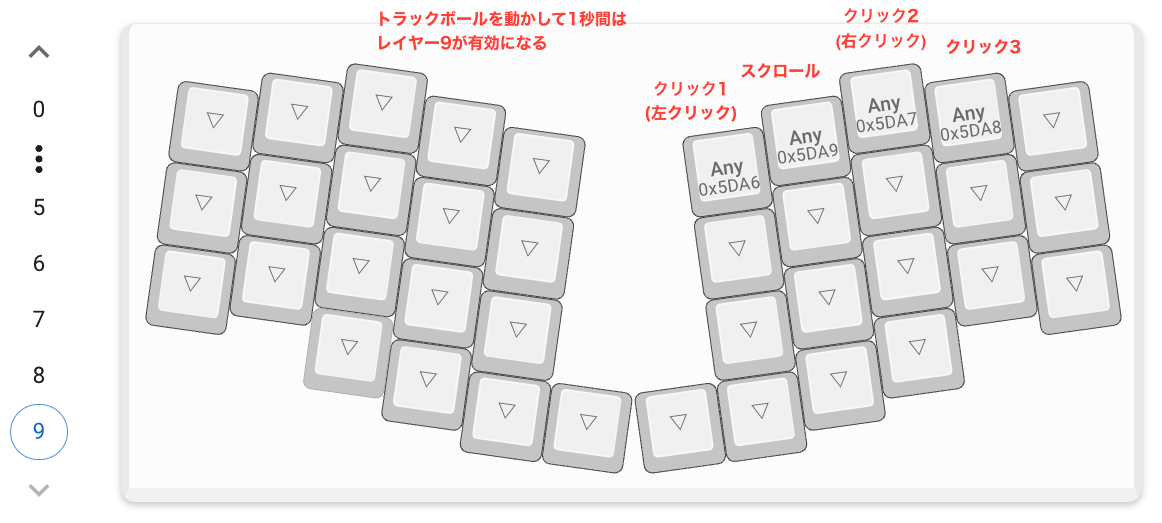 トラックボールを動かして1秒間は
レイヤー9が有効になる
クリック1
(左クリック)
スクロール
クリック2
(右クリック)
クリック3
0
5
6
7
8
9
Any
0x5DA6
Any
0x5DA9
Any
0x5DA7
Any
0x5DA8